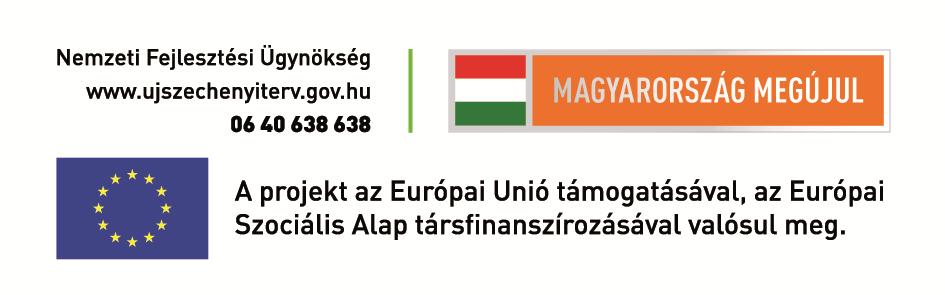 Nemzeti Fejlesztési Ügynökség
www.ujszechenyiterv.gov.hu
06 40 638 638
MAGYARORSZÁG MEGÚJUL
A projekt az Európai Unió támogatásával, az Európai
Szociális Alap társfinanszírozásával valósul meg.